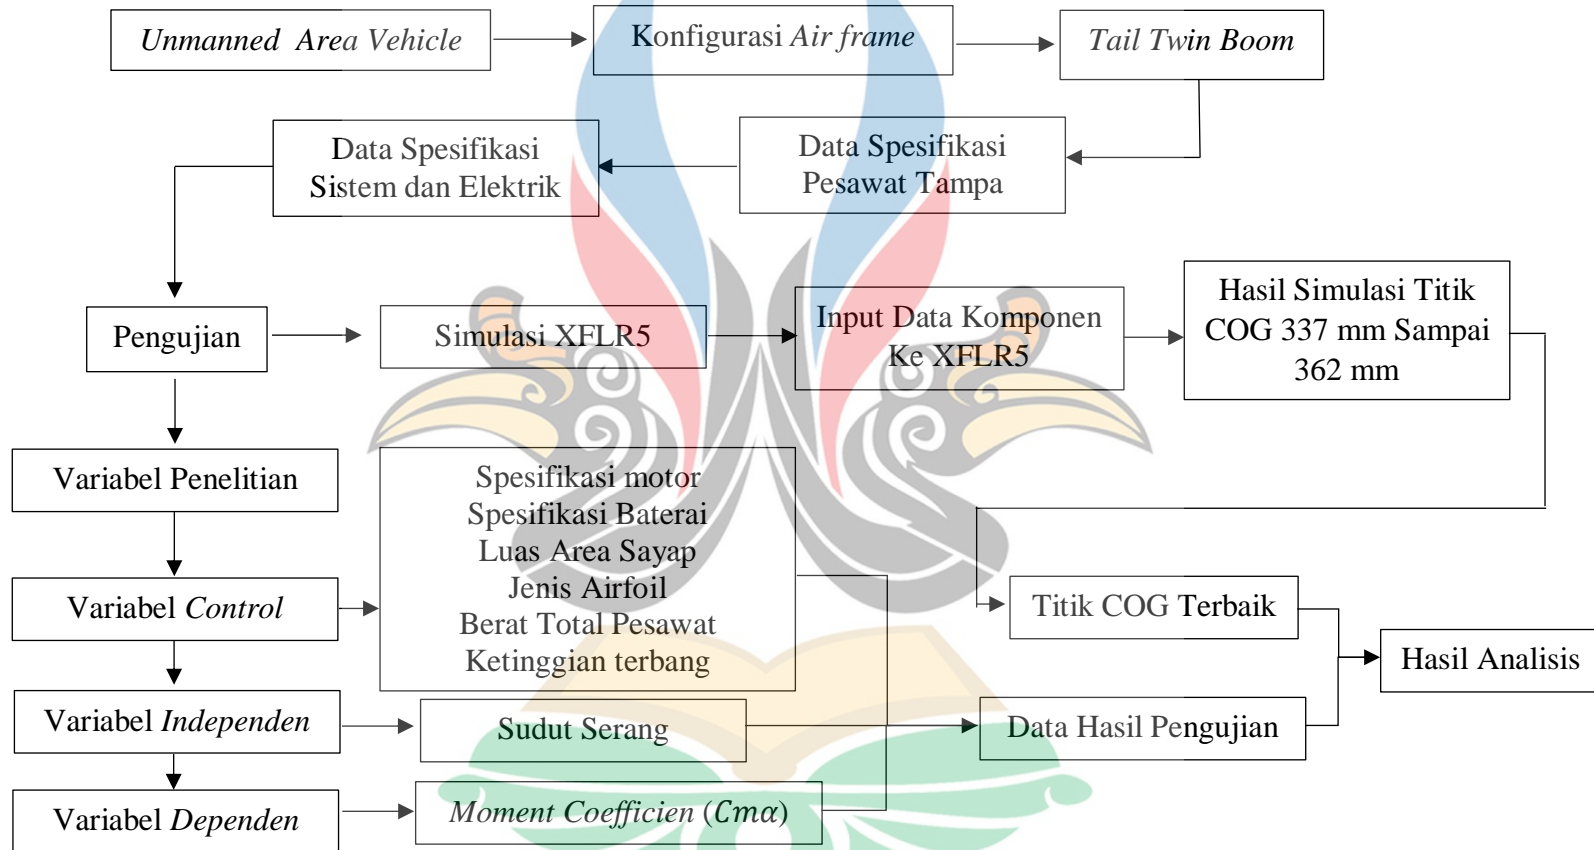 Unmanned Area Vehicle
Konfigurasi Air frame
Tail Twin Boom
Data Spesifikasi
Sistem dan Elektrik
Data Spesifikasi
Pesawat Tampa
Pengujian
Simulasi XFLR5
Input Data Komponen
Ke XFLR5
Hasil Simulasi Titik
COG 337 mm Sampai
362 mm
Variabel Penelitian
Spesifikasi motor
Spesifikasi Baterai
Luas Area Sayap
Jenis Airfoil
Berat Total Pesawat
Ketinggian terbang
Variabel Control
Titik COG Terbaik
Hasil Analisis
Variabel Independen
Sudut Serang
Data Hasil Pengujian
Variabel Dependen
Moment Coefficien (Cmα)